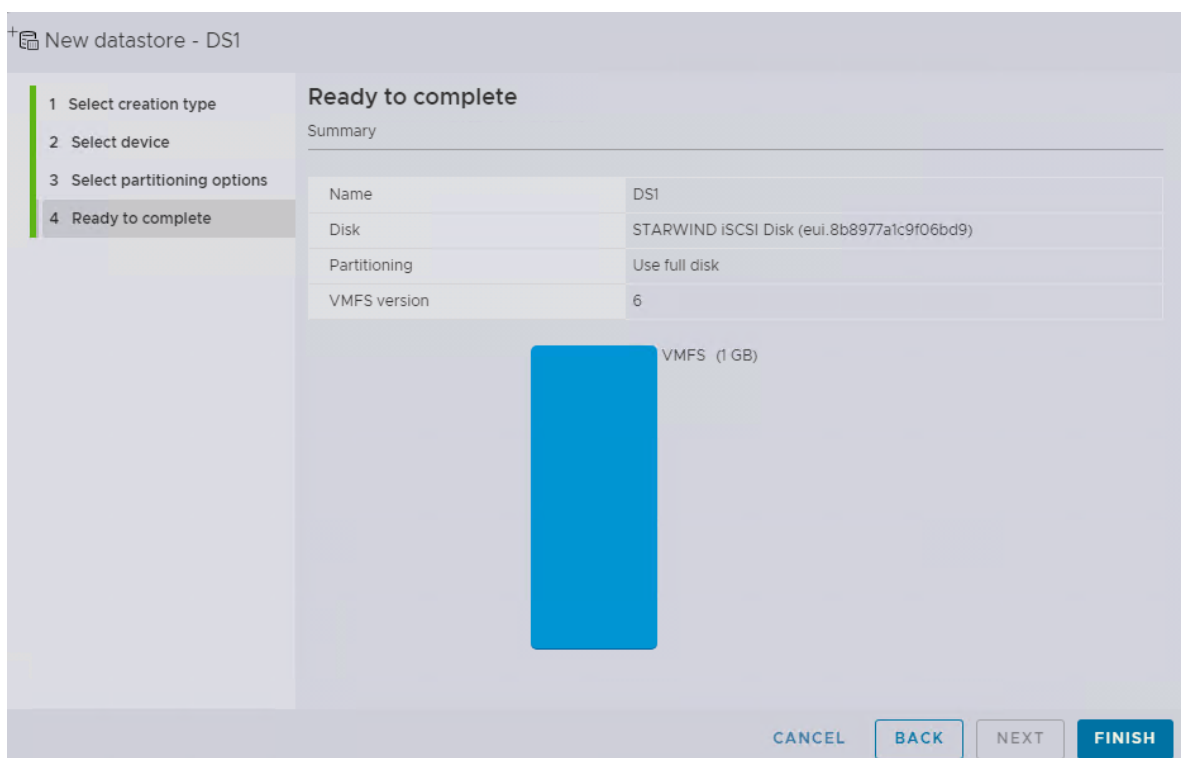 New datastore - DS1
1 Select creation type
2 Select device
3 Select partitioning options
4 Ready to complete
Ready to complete
Summary
Name DS1
Disk STARWIND iSCSI Disk (eui.8b8977a1c9f06bd9)
Partitioning Use full disk
VMFS version 6
VMFS (1 GB)
CANCEL BACK NEXT FINISH